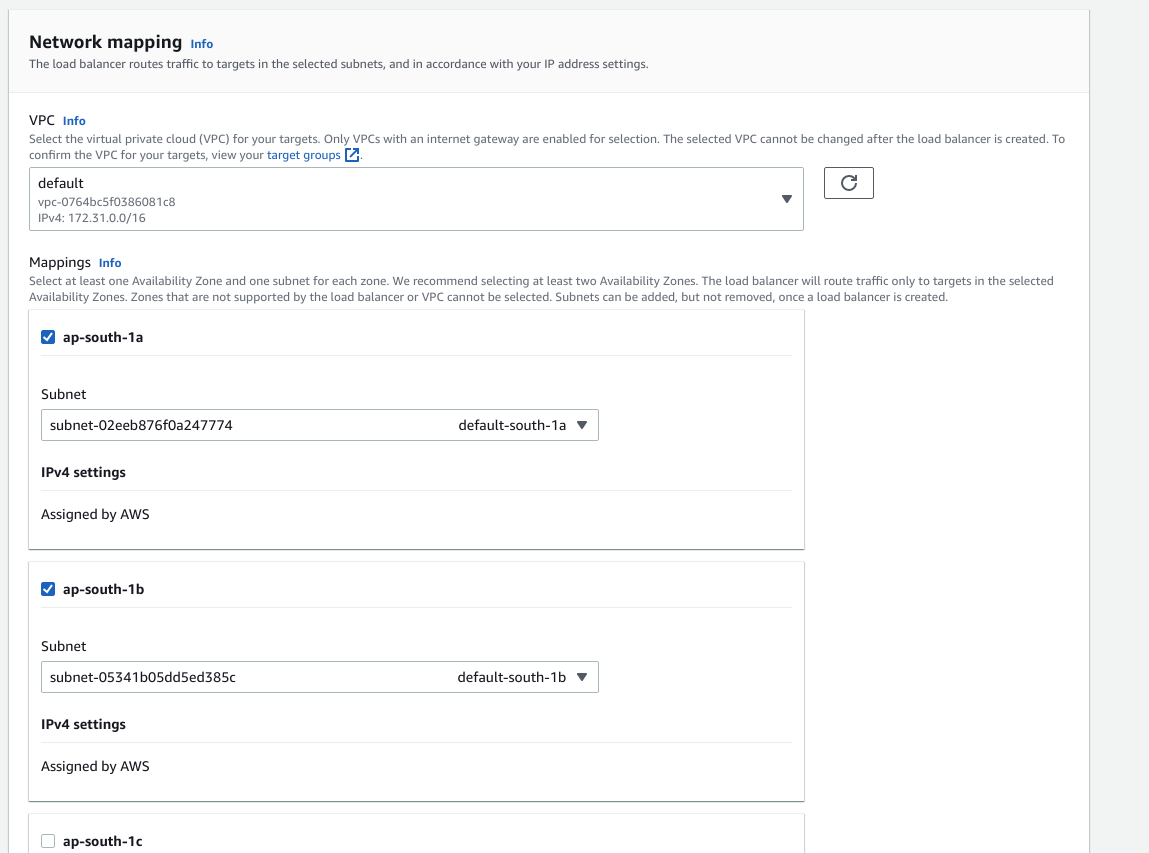 Network mapping Info
The load balancer routes traffic to targets in the selected subnets, and in accordance with your IP address settings.
VPC Info
Select the virtual private cloud (VPC) for your targets. Only VPCs with an internet gateway are enabled for selection. The selected VPC cannot be changed after the load balancer is created. To
confirm the VPC for your targets, view your target groups.
default
vpc-0764bc5f0386081c8
IPv4: 172.31.0.0/16
Mappings Info
Select at least one Availability Zone and one subnet for each zone. We recommend selecting at least two Availability Zones. The load balancer will route traffic only to targets in the selected
Availability Zones. Zones that are not supported by the load balancer or VPC cannot be selected. Subnets can be added, but not removed, once a load balancer is created.
ap-south-1a
Subnet
subnet-02eeb876f0a247774 default-south-1a
IPv4 settings
Assigned by AWS
ap-south-1b
Subnet
subnet-05341b05dd5ed385c default-south-1b
IPv4 settings
Assigned by AWS
ap-south-1c